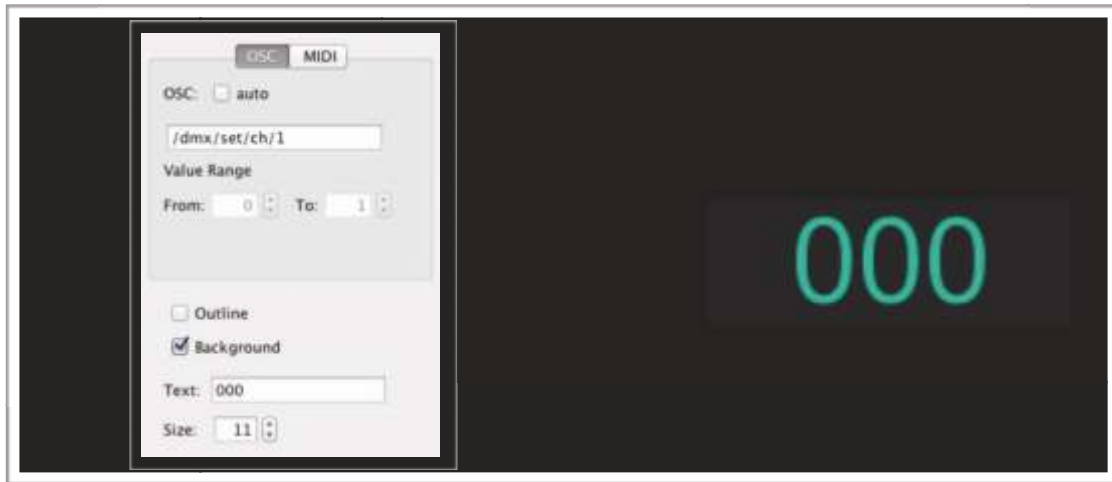 OSC MIDI
OSC: auto
/dmx/set/ch/1
Value Range
From: 0 To: 1
Outline
Background
Text: 000
Size: 11
000